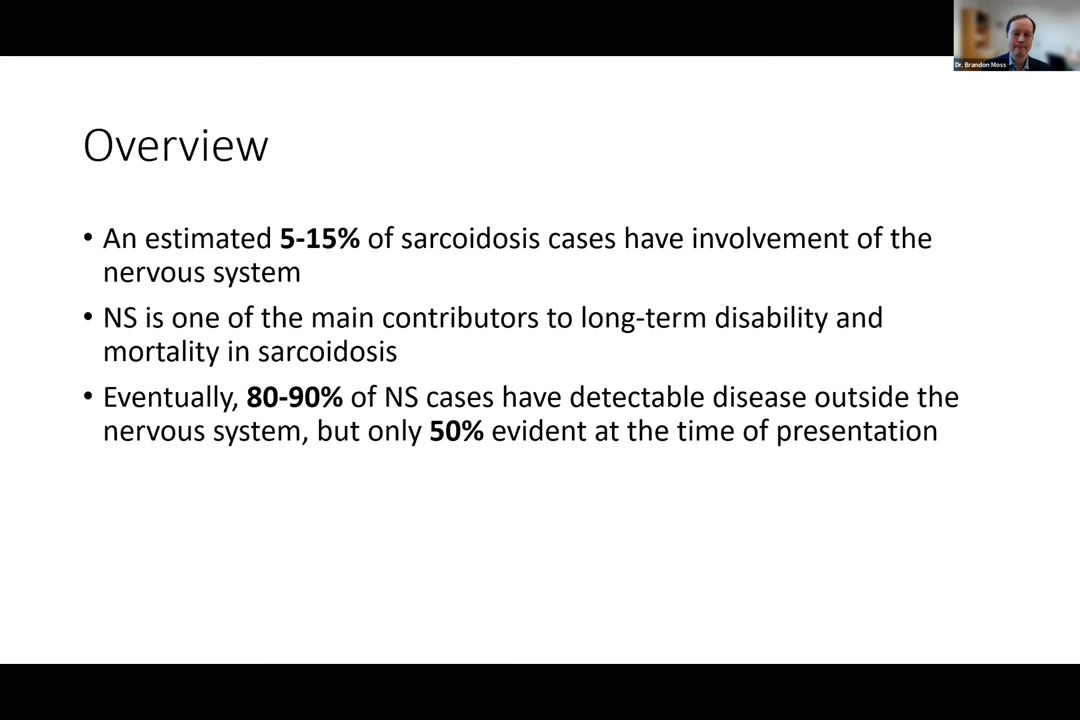 Dr. Brandon Moss
Overview
• An estimated 5-15% of sarcoidosis cases have involvement of the
nervous system
• NS is one of the main contributors to long-term disability and
mortality in sarcoidosis
• Eventually, 80-90% of NS cases have detectable disease outside the
nervous system, but only 50% evident at the time of presentation